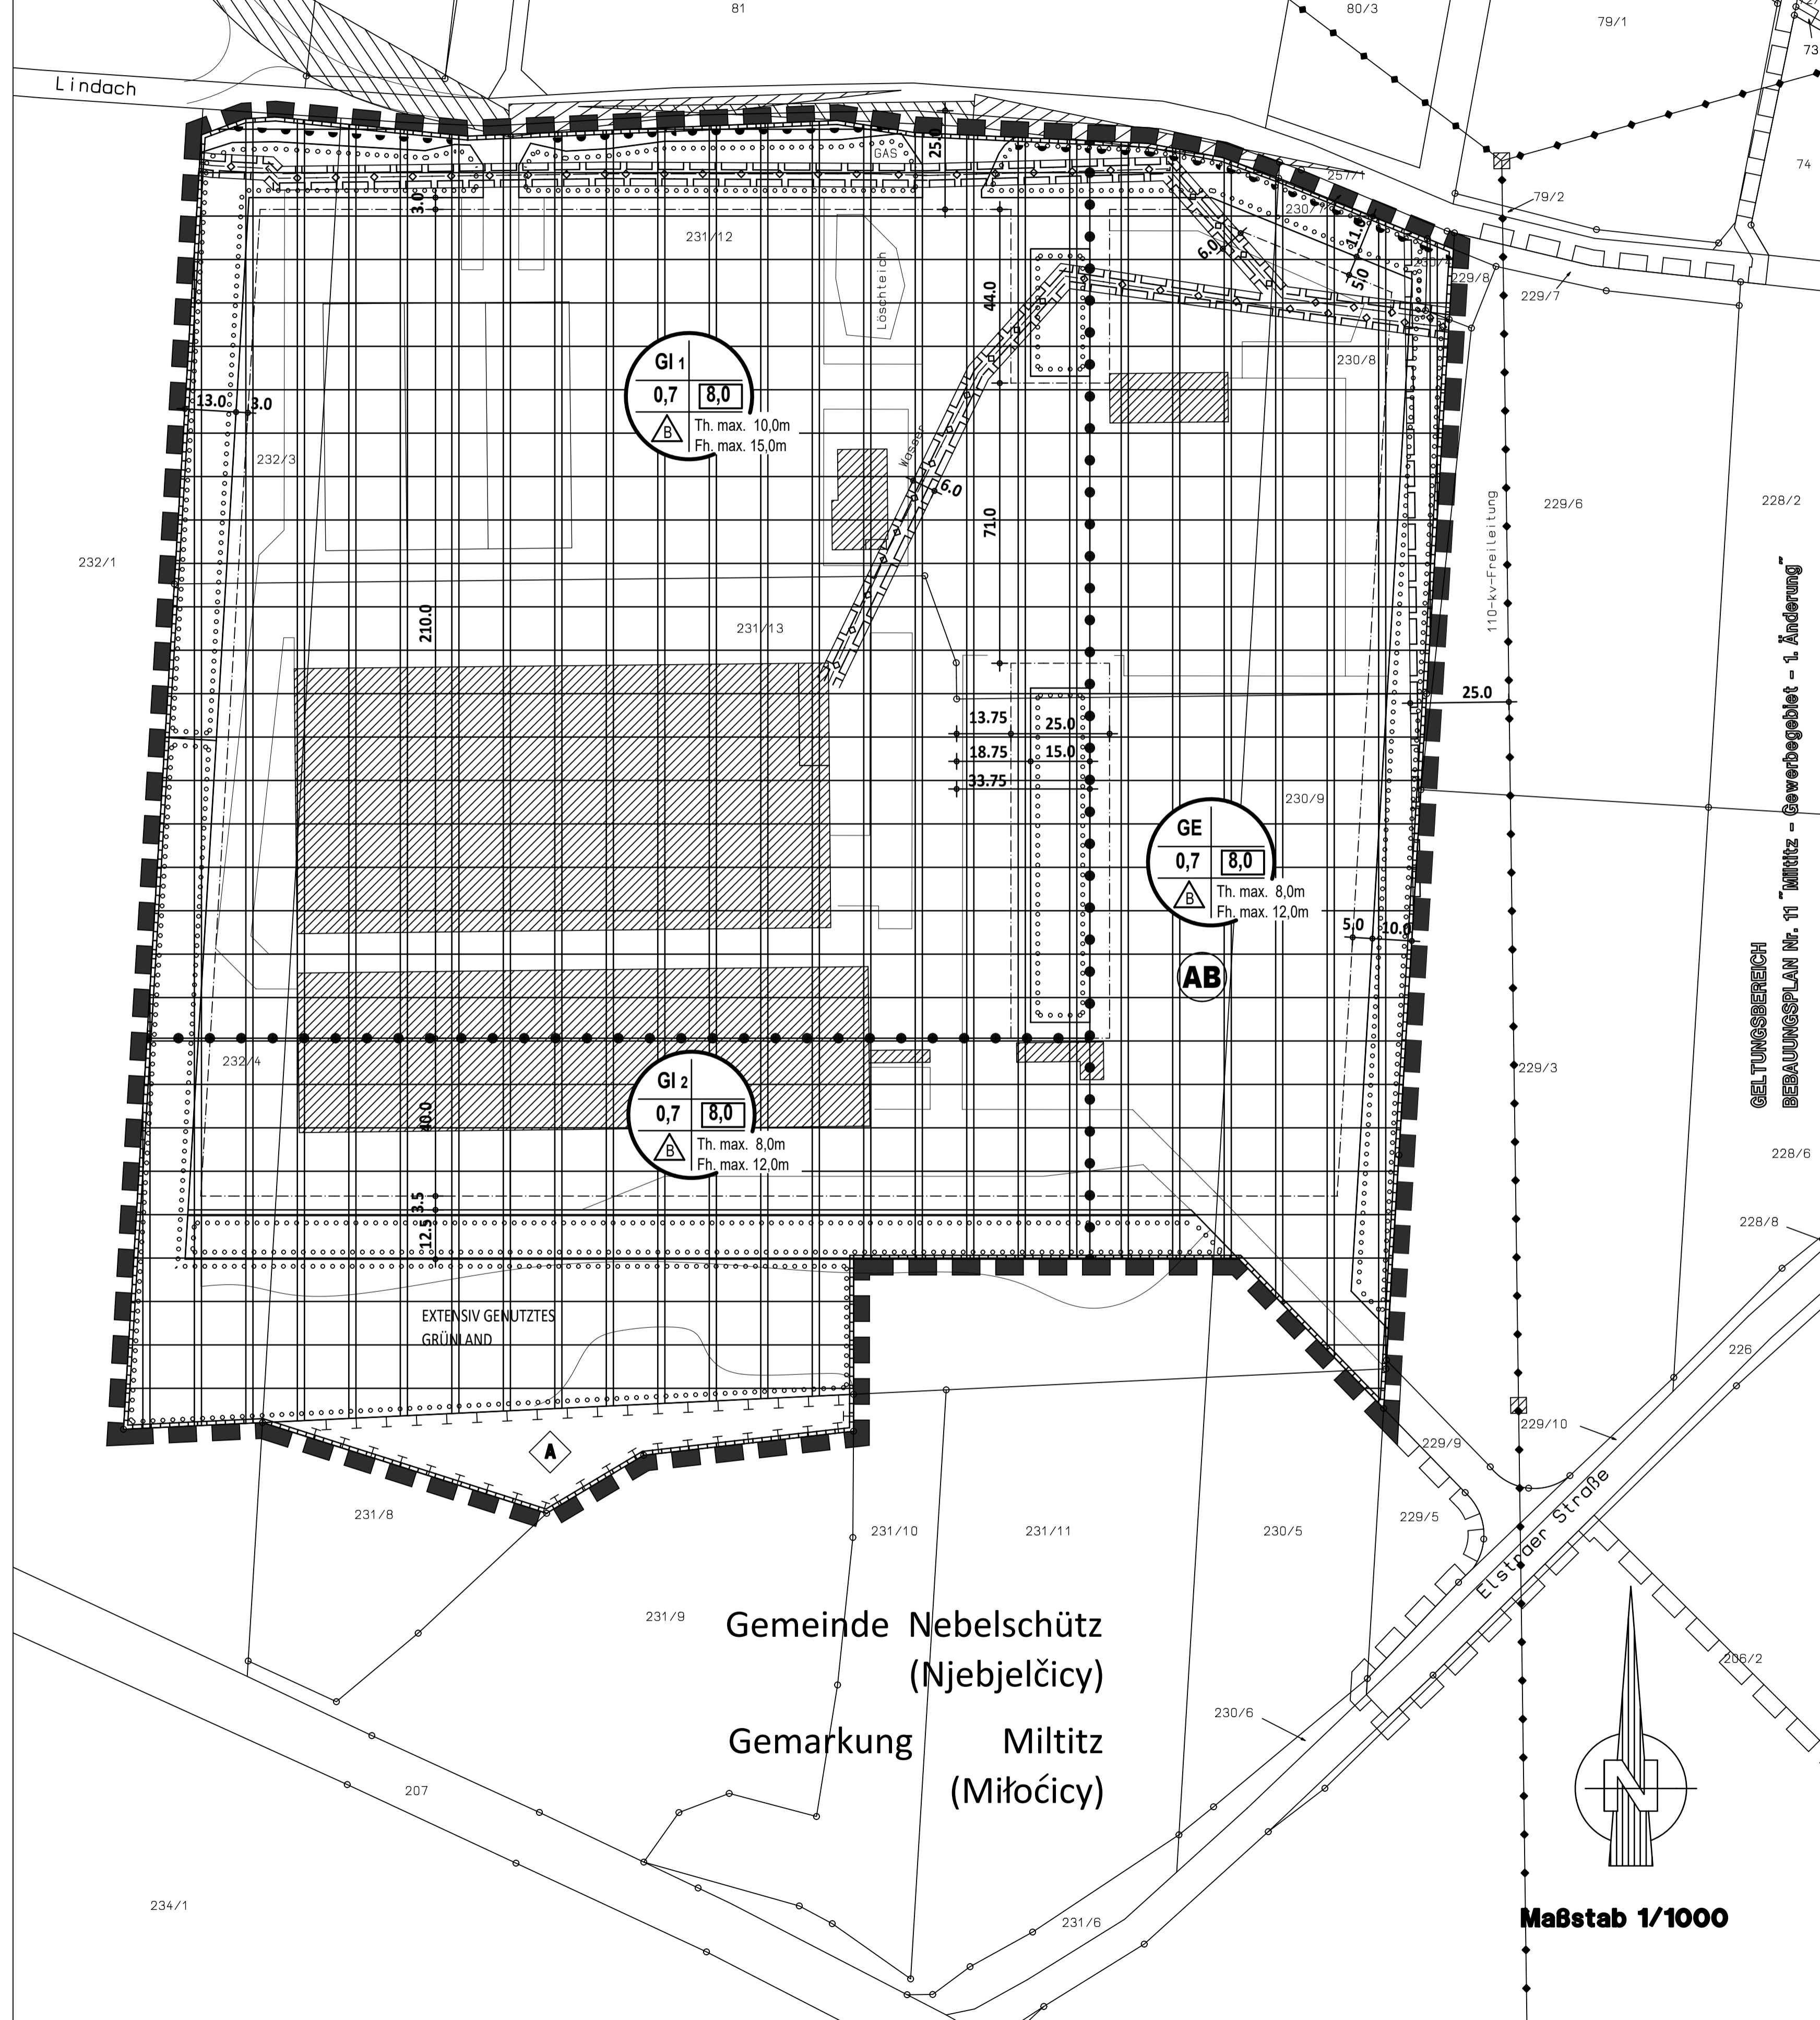 81
80/3
79/1
73
Lindach
74
GAS
25.0
257/1
79/2
230/7
3.0
231/12
11.0
6.0
5.0
229/8
229/7
Löschteich
44.0
230/8
GI 1
0,7 8,0
B Th. max. 10,0m
Fh. max. 15,0m
13.0 3.0
232/3
Wasser
6.0
110-kv-Freileitung
229/6
228/2
71.0
232/1
210.0
231/13
25.0
13.75 25.0
18.75 15.0
33.75
230/9
GE
0,7 8,0
B Th. max. 8,0m
Fh. max. 12,0m
5.0 10.0
AB
GELTUNGSBEREICH
BEBAUUNGSPLAN Nr. 11 "Miltitz - Gewerbegebiet - 1. Änderung"
232/4
GI 2
0,7 8,0
B Th. max. 8,0m
Fh. max. 12,0m
40.0
229/3
228/6
3.5
12.5
228/8
EXTENSIV GENUTZTES
GRÜNLAND
226
A
229/10
229/9
231/8
231/10
231/11
230/5
229/5
Elstraer Straße
231/9
Gemeinde Nebelschütz
(Njebjelčicy)
206/2
230/6
Gemarkung Miltitz
(Miłoćicy)
207
234/1
231/6
N
Maßstab 1/1000